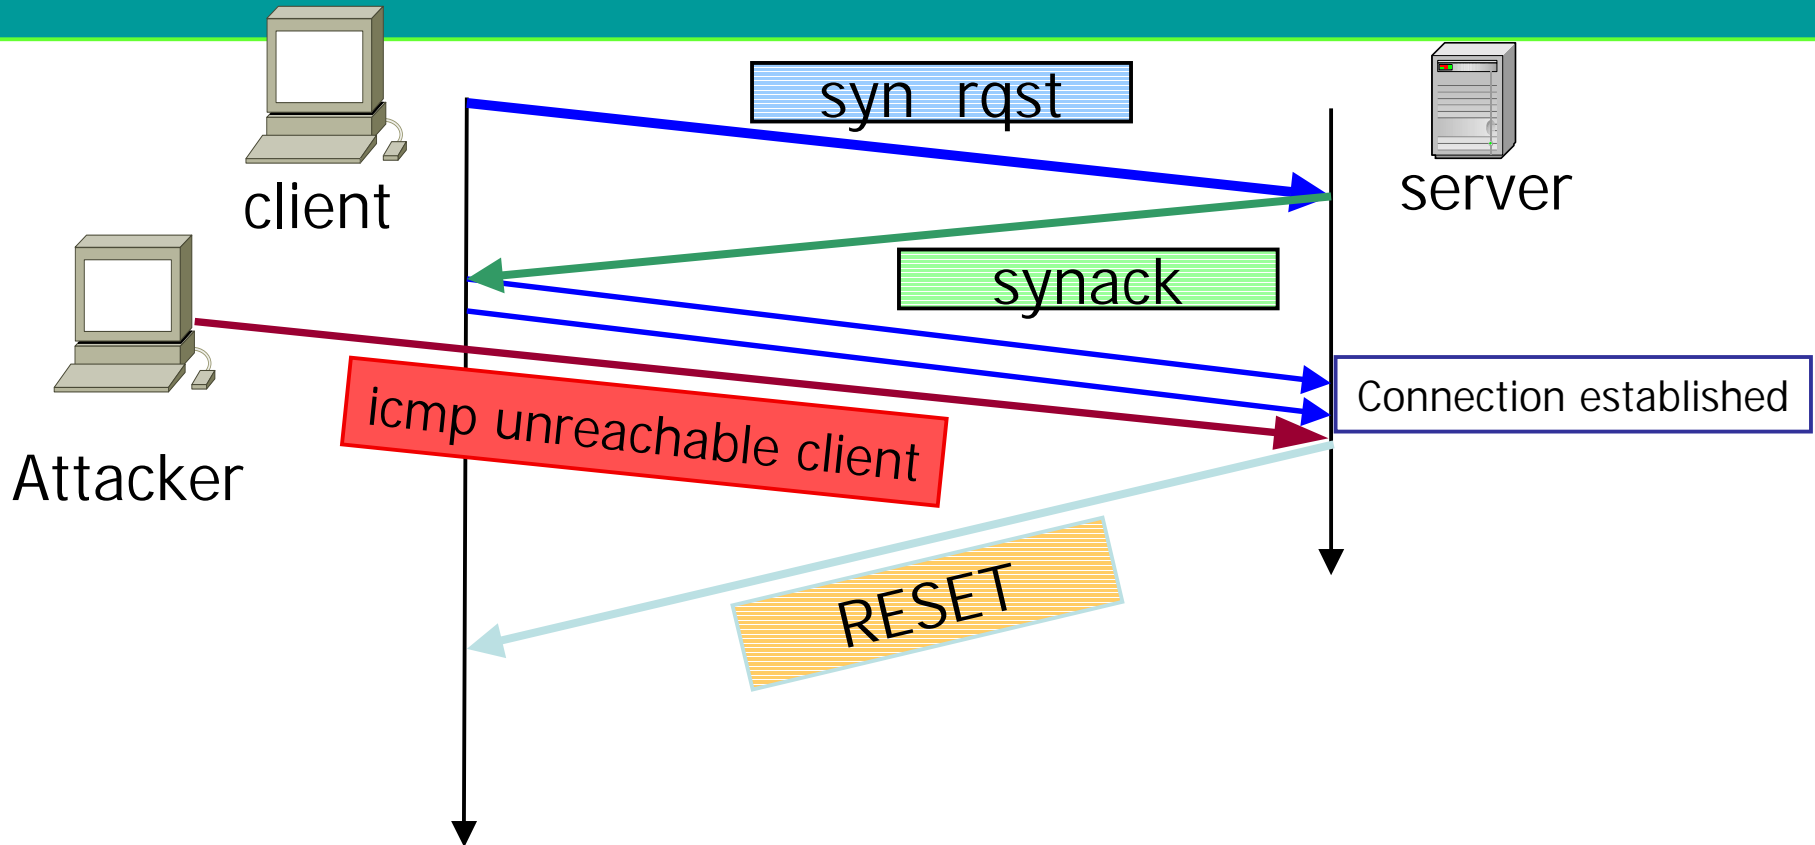 syn rqst
client
server
synack
Connection established
icmp unreachable client
Attacker
RESET